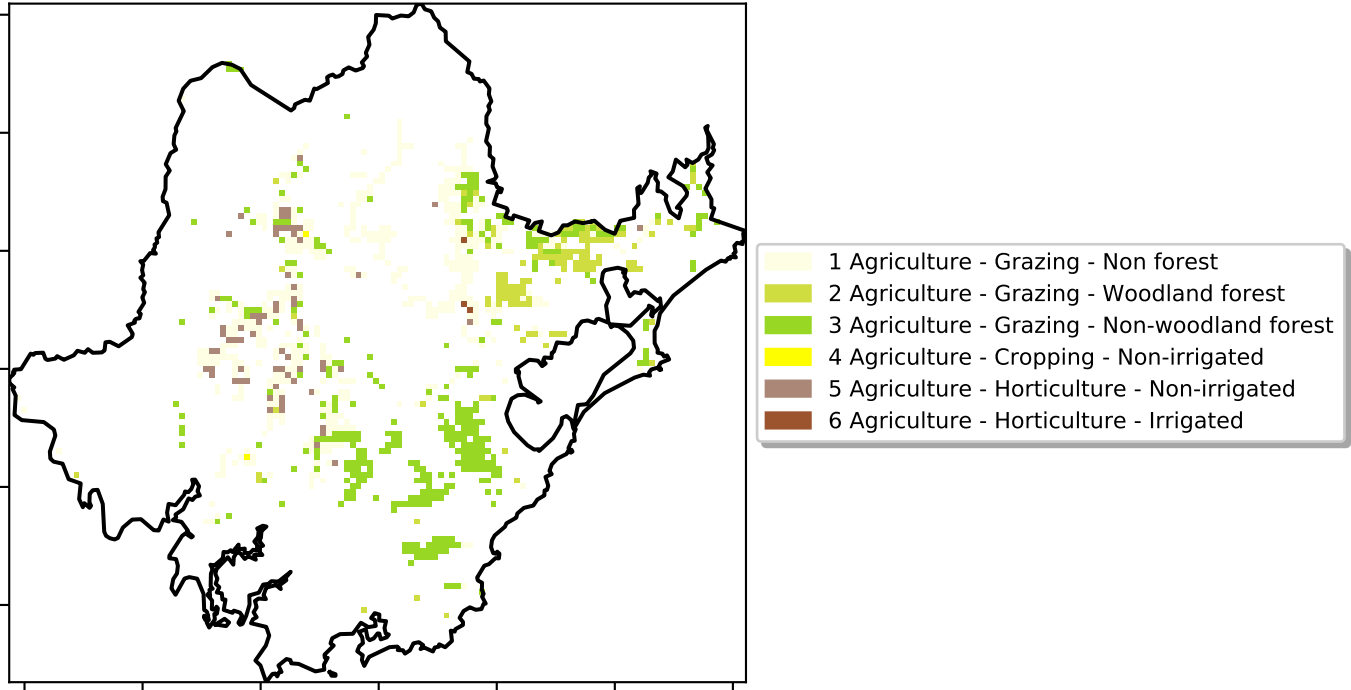 1 Agriculture - Grazing - Non forest
2 Agriculture - Grazing - Woodland forest
3 Agriculture - Grazing - Non-woodland forest
4 Agriculture - Cropping - Non-irrigated
5 Agriculture - Horticulture - Non-irrigated
6 Agriculture - Horticulture - Irrigated